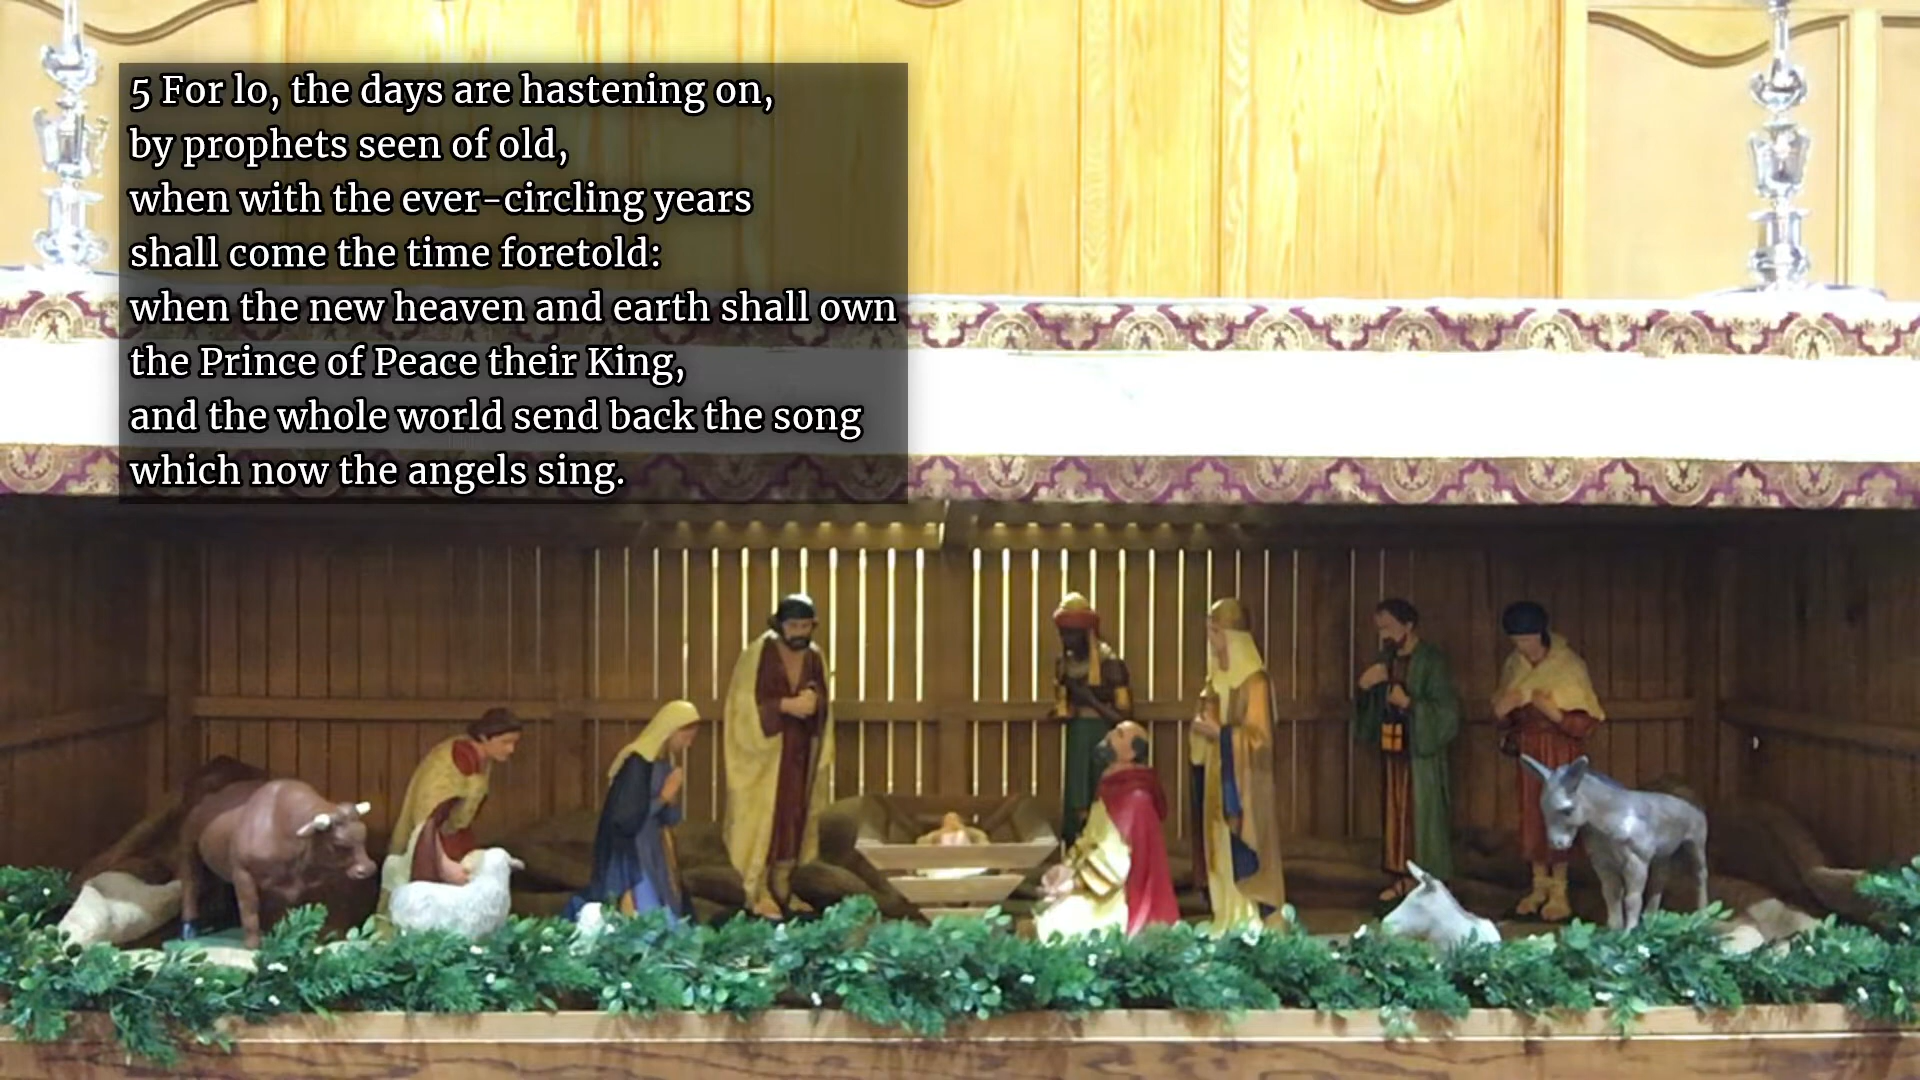 5 For lo, the days are hastening on,
by prophets seen of old,
when with the ever-circling years
shall come the time foretold:
when the new heaven and earth shall own
the Prince of Peace their King,
and the whole world send back the song
which now the angels sing.